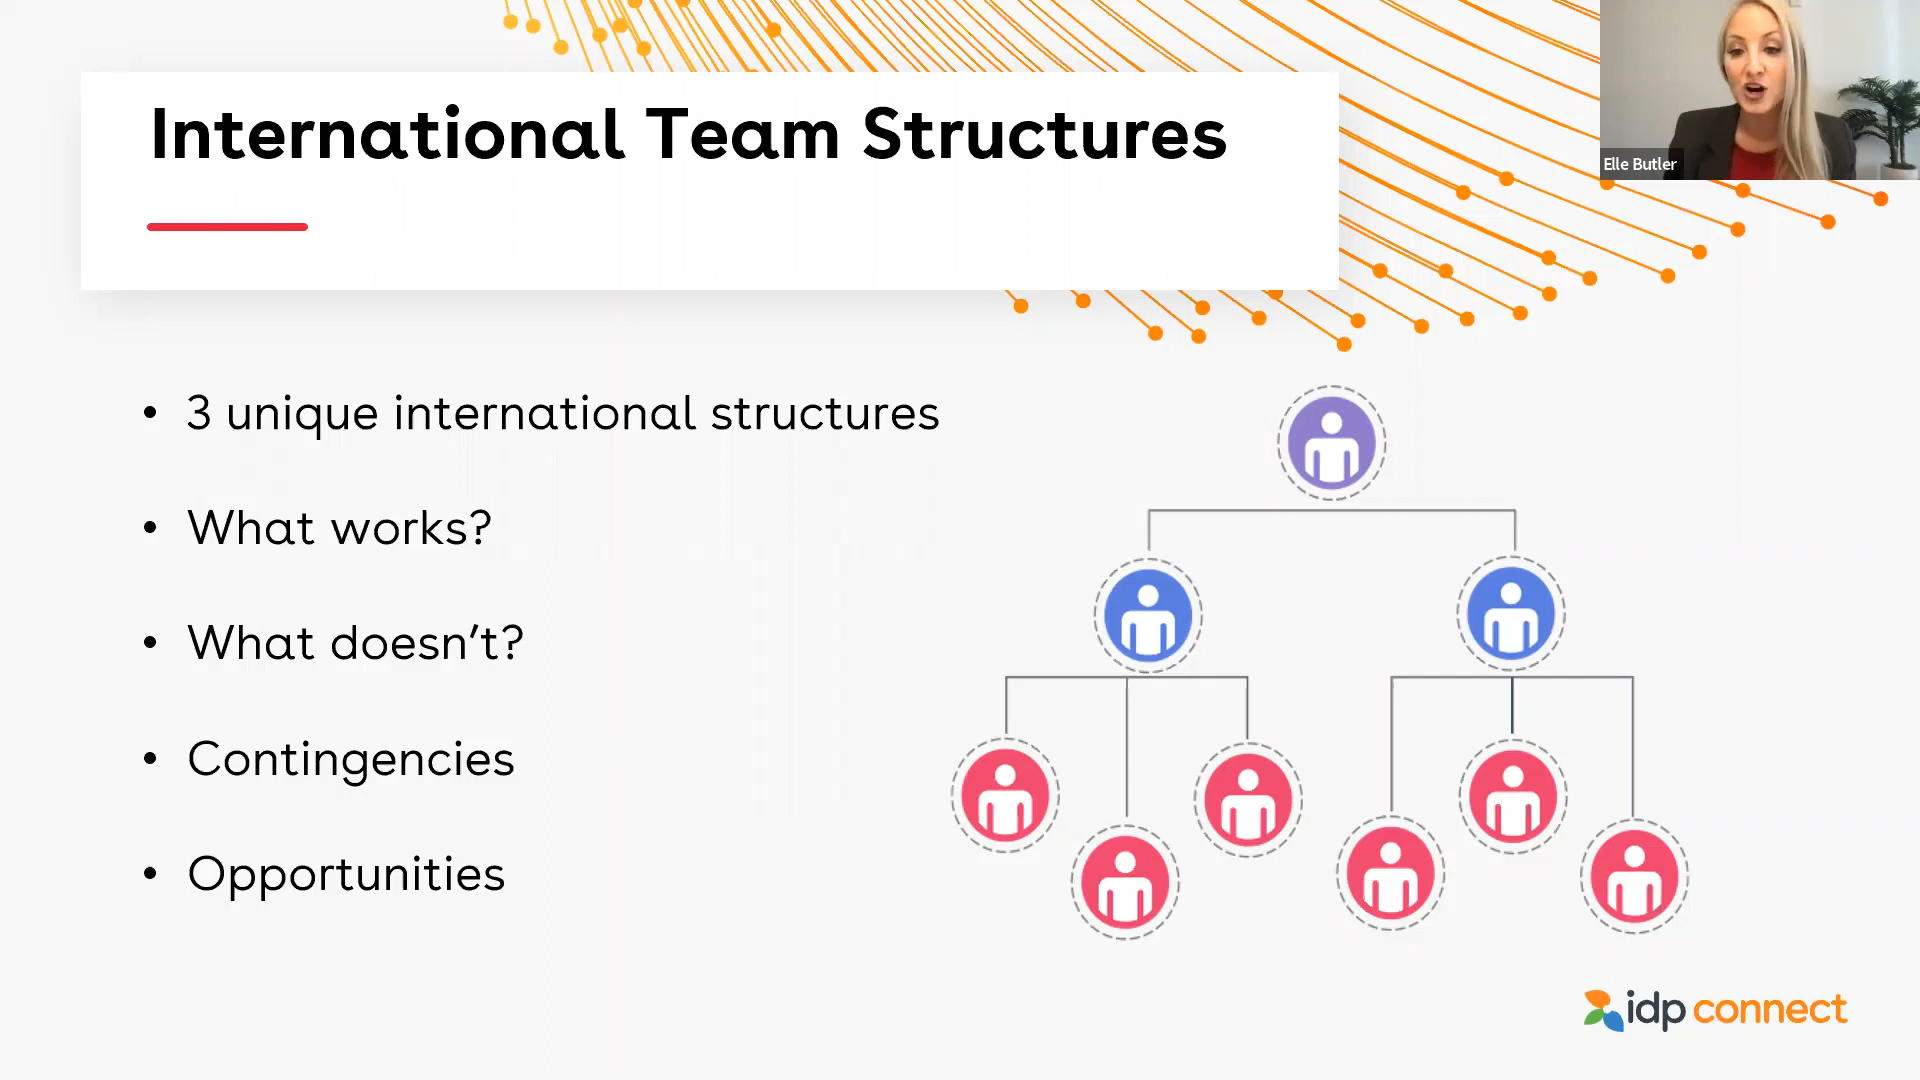 International Team Structures
Elle Butler
• 3 unique international structures
• What works?
• What doesn’t?
• Contingencies
• Opportunities
idp connect